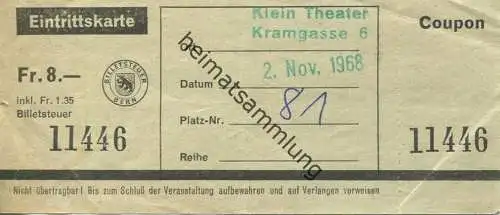 Eintrittskarte
Klein Theater
Kramgasse 6
Coupon
Fr. 8.—
BILLETSTEUER
BERN
inkl. Fr. 1.35
Billetsteuer
Datum 2. Nov. 1968
Platz-Nr. 81
Reihe
11446
11446
Nicht übertragbar! Bis zum Schluß der Veranstaltung aufbewahren und auf Verlangen vorweisen
heimatsammlung